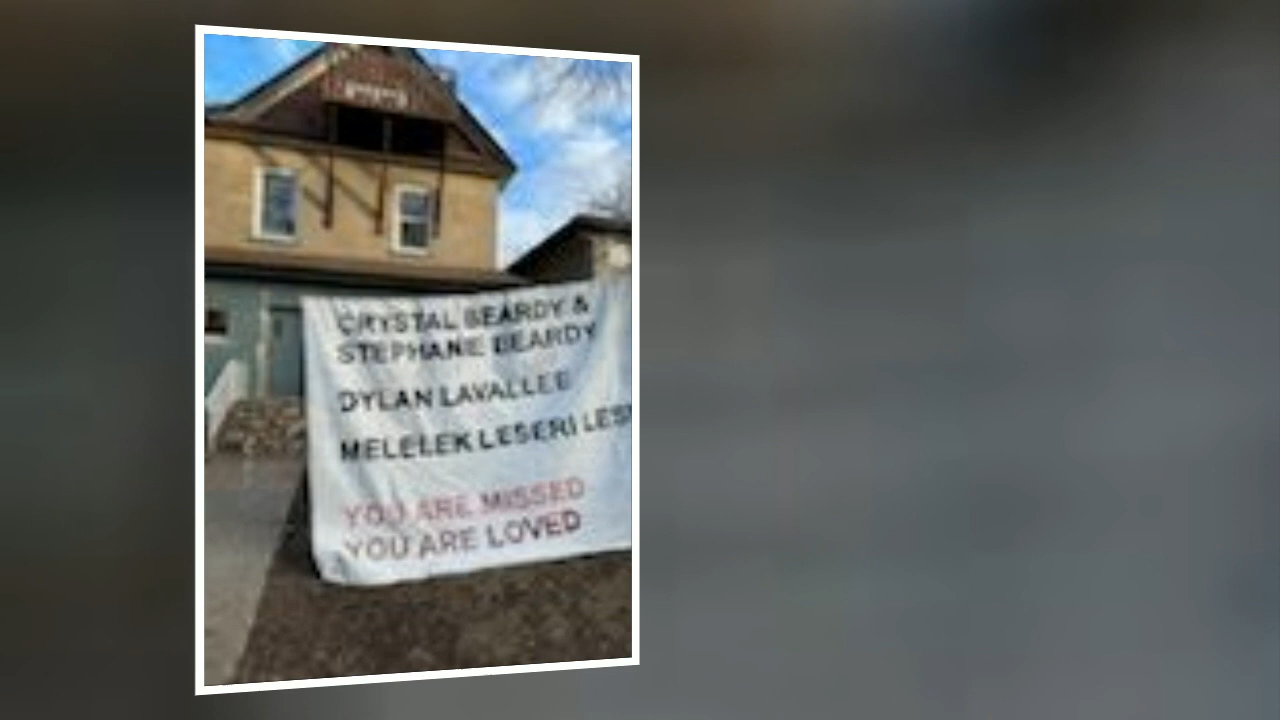 CRYSTAL BEARDY &
STEPHANIE BEARDY
DYLAN LAVALLEE
MELELEK LESERI
YOU ARE MISSED
YOU ARE LOVED